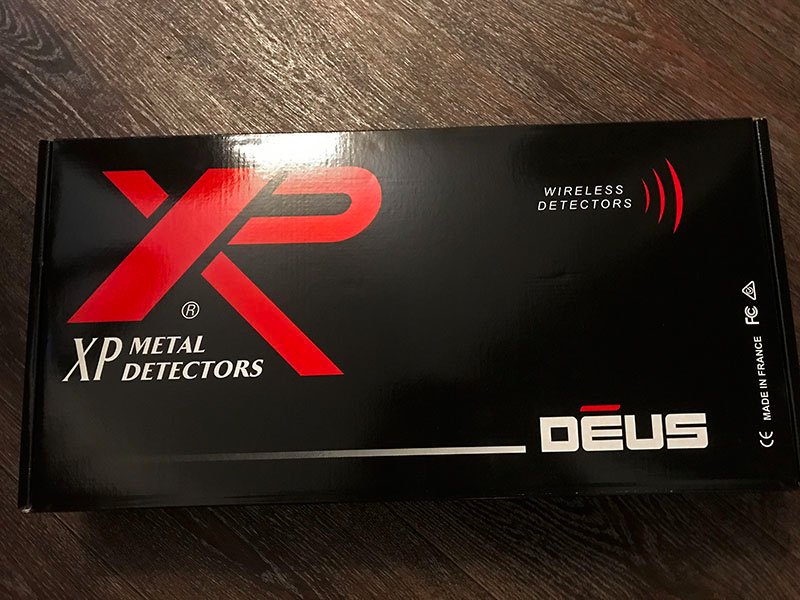 XP
WIRELESS
DETECTORS
®
XP METAL
DETECTORS
DĒUS
CE MADE IN FRANCE FC